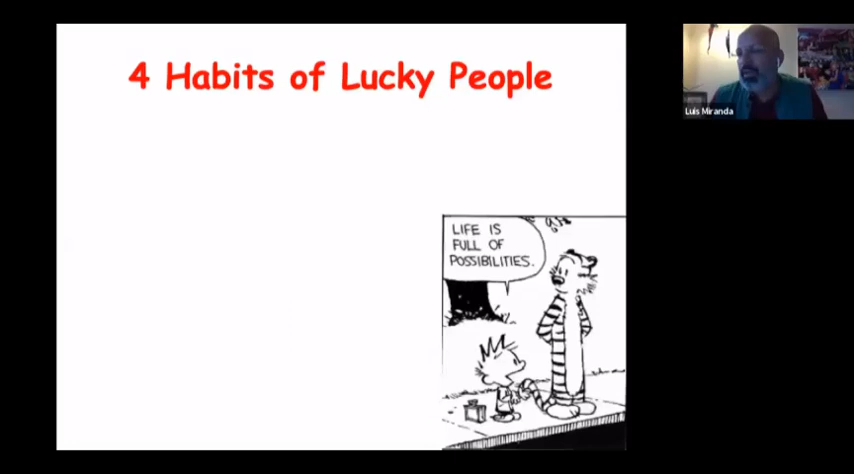 4 Habits of Lucky People
LIFE IS
FULL OF
POSSIBILITIES.
Luis Miranda